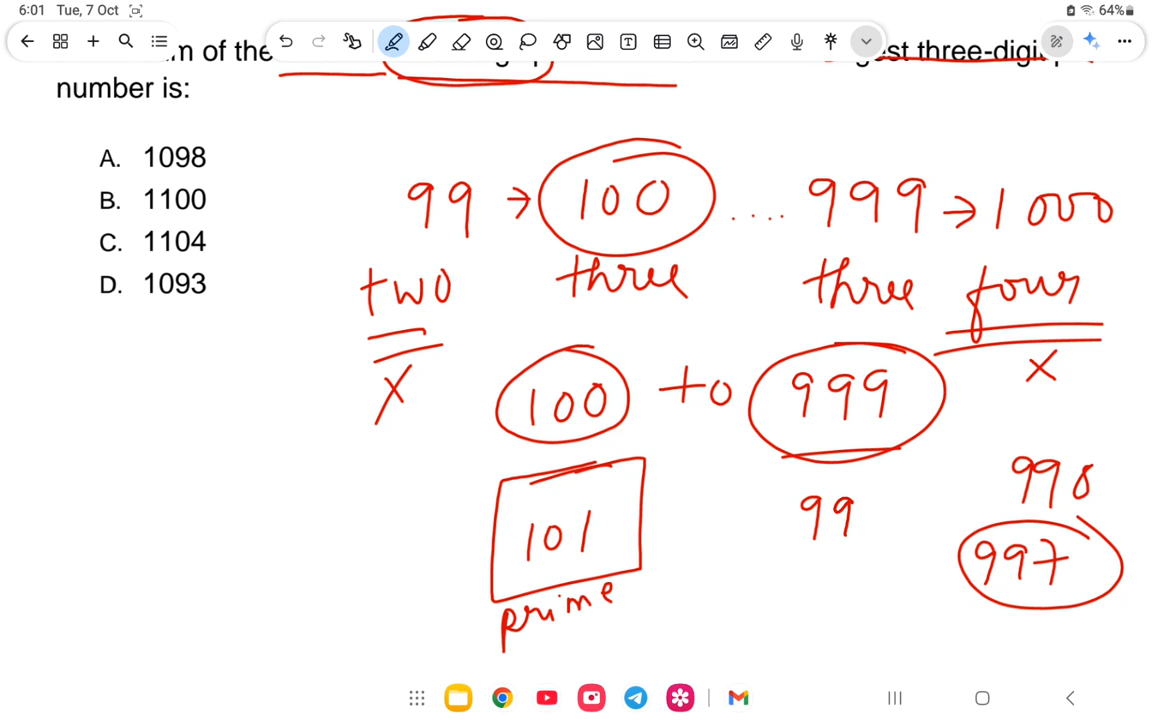 6:01 Tue, 7 Oct 64%
m of the est three-digi
number is:
A. 1098
B. 1100
C. 1104
D. 1093
99 → 100 .... 999 → 1000
two three three four
x x
100 to 999
101 99 998
997
prime